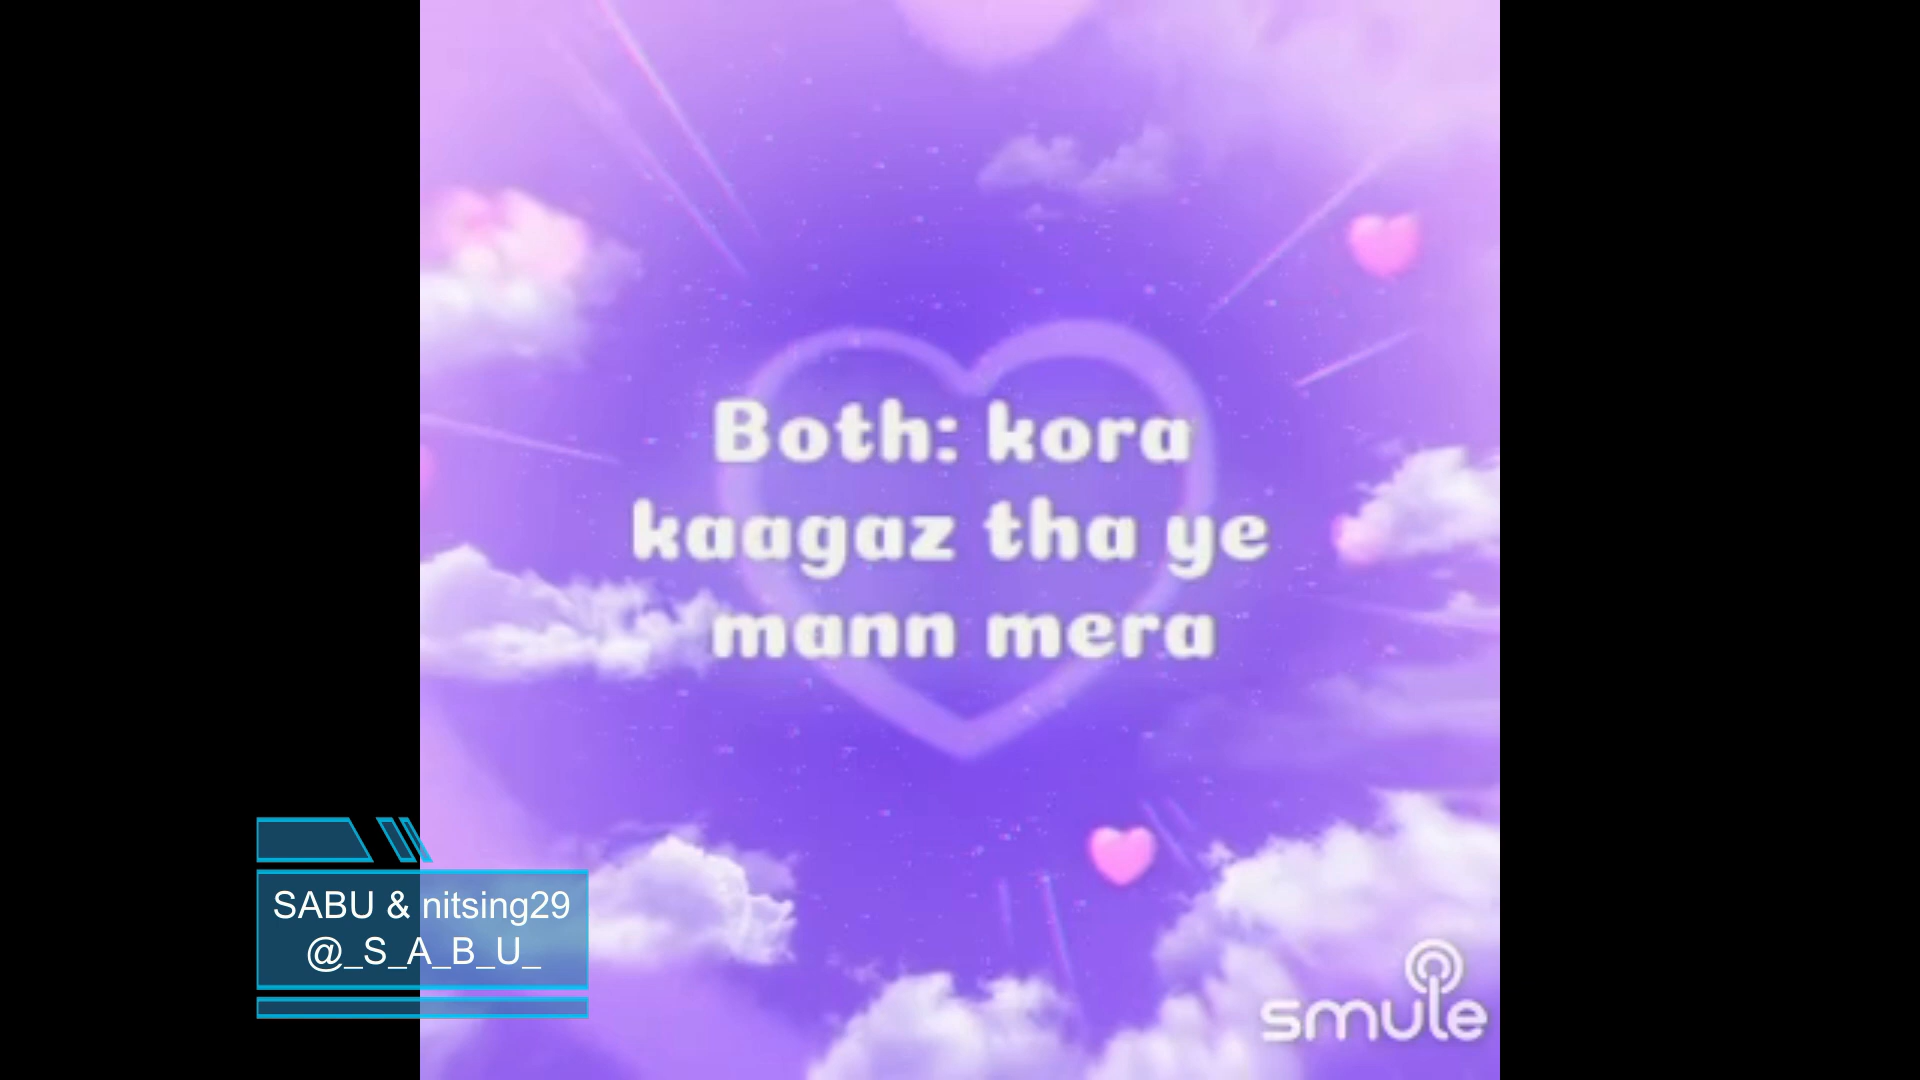 Both: kora
kaagaz tha ye
mann mera
SABU & nitsing29
@_S_A_B_U_
smule